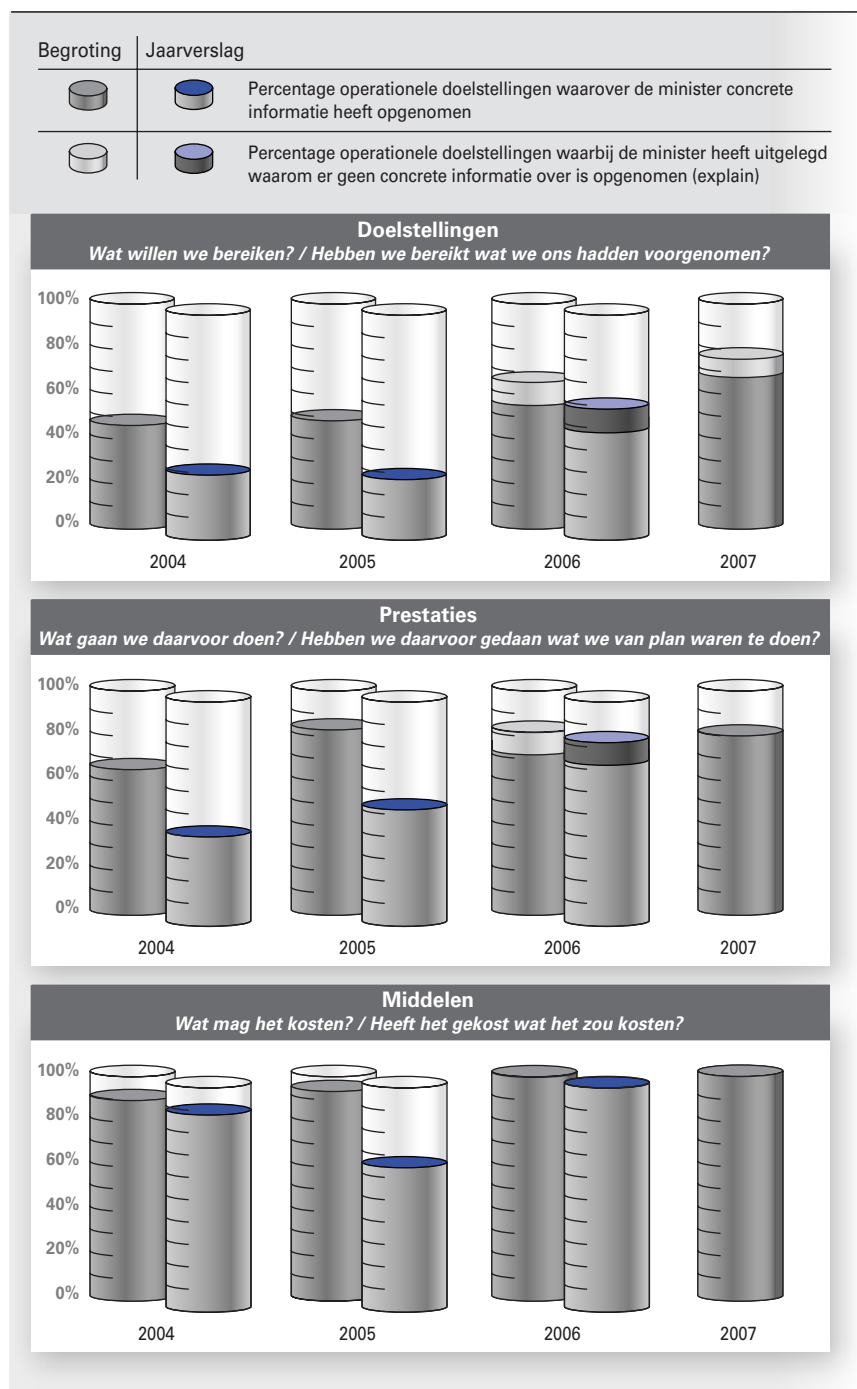 Begroting Jaarverslag
Percentage operationele doelstellingen waarover de minister concrete
informatie heeft opgenomen
Percentage operationele doelstellingen waarbij de minister heeft uitgelegd
waarom er geen concrete informatie over is opgenomen (explain)
Doelstellingen
Wat willen we bereiken? / Hebben we bereikt wat we ons hadden voorgenomen?
100%
80%
60%
40%
20%
0%
2004 2005 2006 2007
Prestaties
Wat gaan we daarvoor doen? / Hebben we daarvoor gedaan wat we van plan waren te doen?
100%
80%
60%
40%
20%
0%
2004 2005 2006 2007
Middelen
Wat mag het kosten? / Heeft het gekost wat het zou kosten?
100%
80%
60%
40%
20%
0%
2004 2005 2006 2007